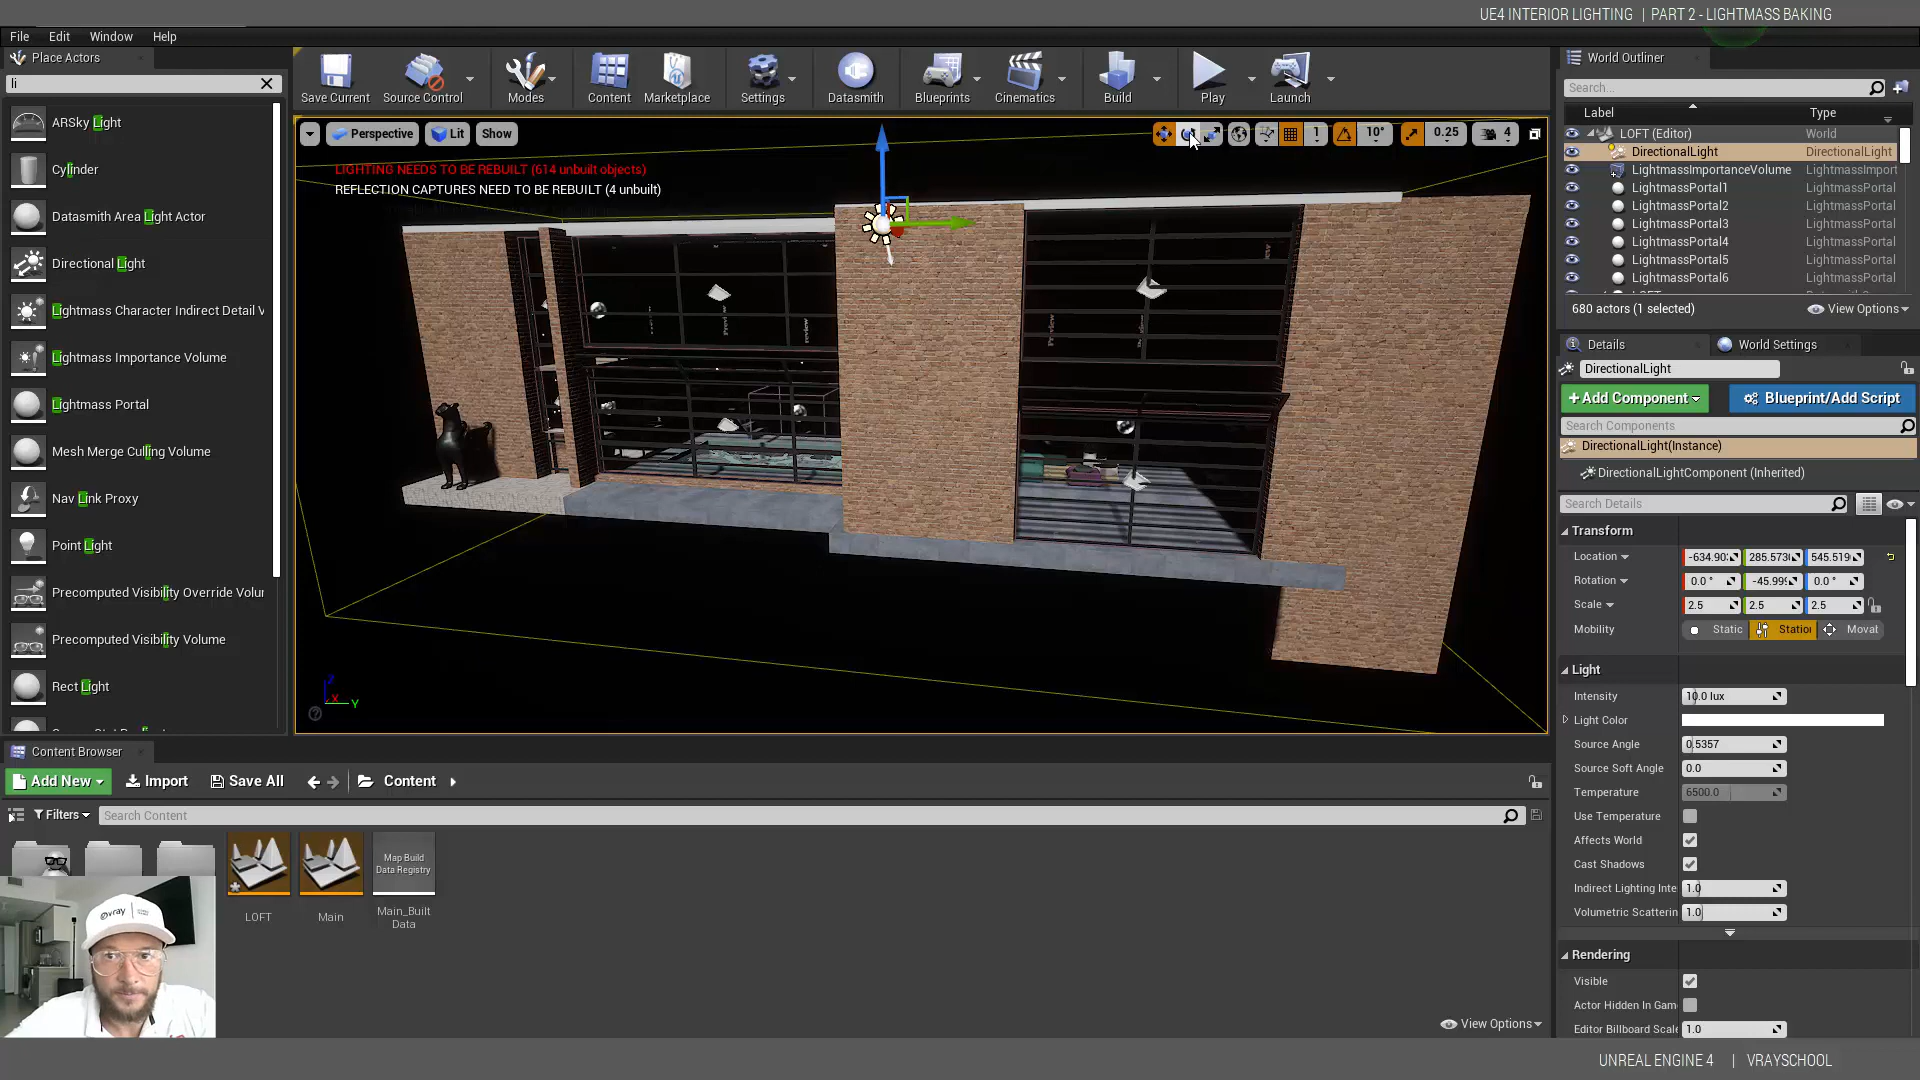 UE4 INTERIOR LIGHTING | PART 2 - LIGHTMASS BAKING
File Edit Window Help
Place Actors
li
ARSky Light
Cylinder
Datasmith Area Light Actor
Directional Light
Lightmass Character Indirect Detail V
Lightmass Importance Volume
Lightmass Portal
Mesh Merge Culling Volume
Nav Link Proxy
Point Light
Precomputed Visibility Override Volur
Precomputed Visibility Volume
Rect Light
Save Current
Source Control
Modes
Content
Marketplace
Settings
Datasmith
Blueprints
Cinematics
Build
Play
Launch
Perspective Lit Show
1 10° 0.25 4
LIGHTING NEEDS TO BE REBUILT (614 unbuilt objects)
REFLECTION CAPTURES NEED TO BE REBUILT (4 unbuilt)
Preview
Preview
Z
X
Y
World Outliner
Search...
Label Type
LOFT (Editor) World
DirectionalLight DirectionalLight
LightmassImportanceVolume LightmassImport
LightmassPortal1 LightmassPortal
LightmassPortal2 LightmassPortal
LightmassPortal3 LightmassPortal
LightmassPortal4 LightmassPortal
LightmassPortal5 LightmassPortal
LightmassPortal6 LightmassPortal
680 actors (1 selected) View Options
Details World Settings
DirectionalLight
+Add Component Blueprint/Add Script
Search Components
DirectionalLight(Instance)
DirectionalLightComponent (Inherited)
Search Details
Transform
Location -634.90 285.573 545.519
Rotation 0.0 ° -45.999 0.0 °
Scale 2.5 2.5 2.5
Mobility Static Station Moval
Light
Intensity 10.0 lux
Light Color
Source Angle 0.5357
Source Soft Angle 0.0
Temperature 6500.0
Use Temperature
Affects World
Cast Shadows
Indirect Lighting Inte 1.0
Volumetric Scatterin 1.0
Rendering
Visible
Actor Hidden In Gam
Editor Billboard Scale 1.0
Content Browser
Add New Import Save All Content
Filters Search Content
LOFT
Main
Map Build
Data Registry
Main_Built
Data
View Options
vray
UNREAL ENGINE 4 | VRAYSCHOOL